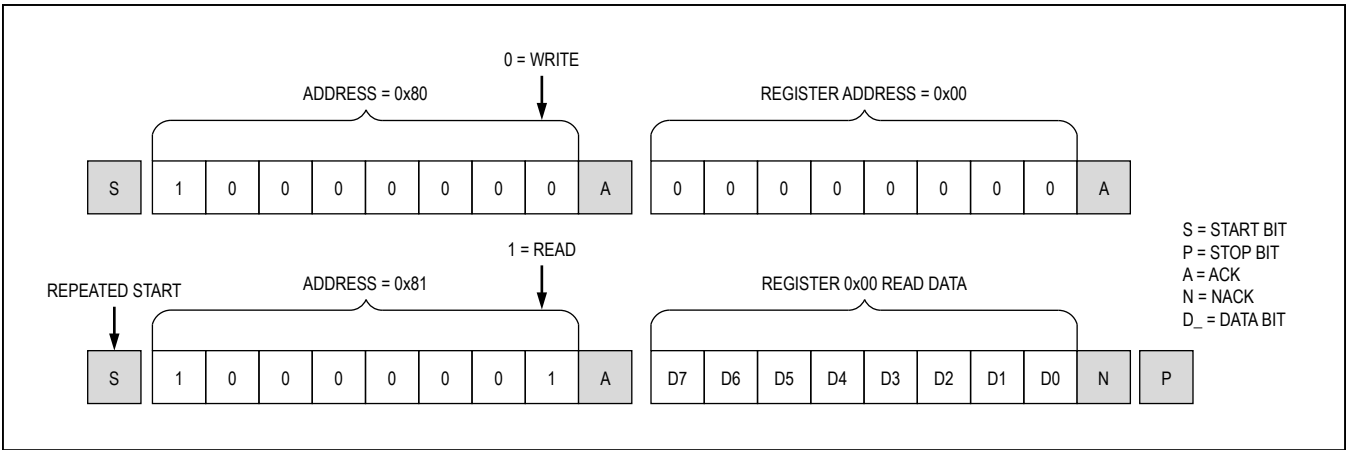 0 = WRITE
ADDRESS = 0x80
REGISTER ADDRESS = 0x00
S 1 0 0 0 0 0 0 0 A 0 0 0 0 0 0 0 0 A
1 = READ
REPEATED START
ADDRESS = 0x81
REGISTER 0x00 READ DATA
S 1 0 0 0 0 0 0 1 A D7 D6 D5 D4 D3 D2 D1 D0 N P
S = START BIT
P = STOP BIT
A = ACK
N = NACK
D_ = DATA BIT